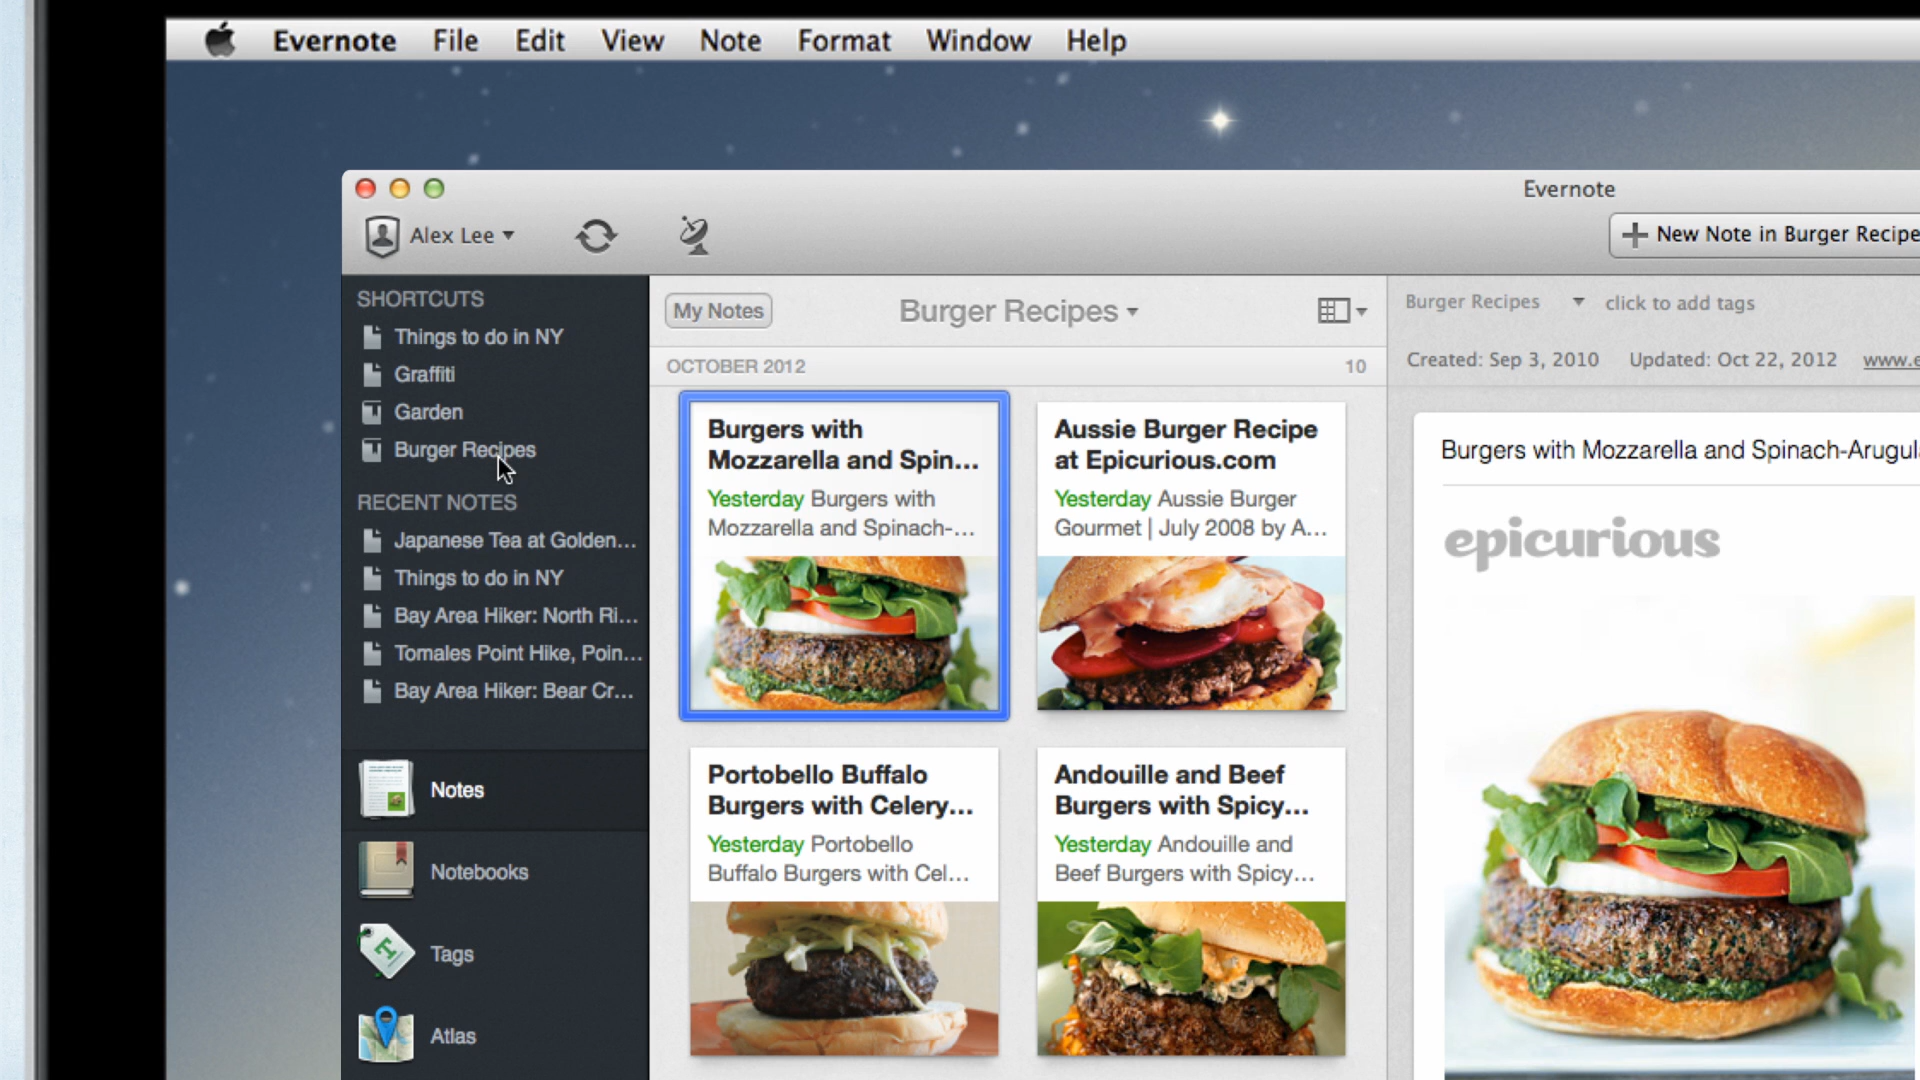 Evernote File Edit View Note Format Window Help
Evernote
Alex Lee
New Note in Burger Recipe
SHORTCUTS
Things to do in NY
Graffiti
Garden
Burger Recipes
RECENT NOTES
Japanese Tea at Golden...
Things to do in NY
Bay Area Hiker: North Ri...
Tomales Point Hike, Poin...
Bay Area Hiker: Bear Cr...
Notes
Notebooks
Tags
Atlas
My Notes
Burger Recipes
OCTOBER 2012 10
Burgers with
Mozzarella and Spin...
Yesterday Burgers with
Mozzarella and Spinach-...
Aussie Burger Recipe
at Epicurious.com
Yesterday Aussie Burger
Gourmet | July 2008 by A...
Portobello Buffalo
Burgers with Celery...
Yesterday Portobello
Buffalo Burgers with Cel...
Andouille and Beef
Burgers with Spicy...
Yesterday Andouille and
Beef Burgers with Spicy...
Burger Recipes click to add tags
Created: Sep 3, 2010 Updated: Oct 22, 2012 www.e
Burgers with Mozzarella and Spinach-Arugul
epicurious